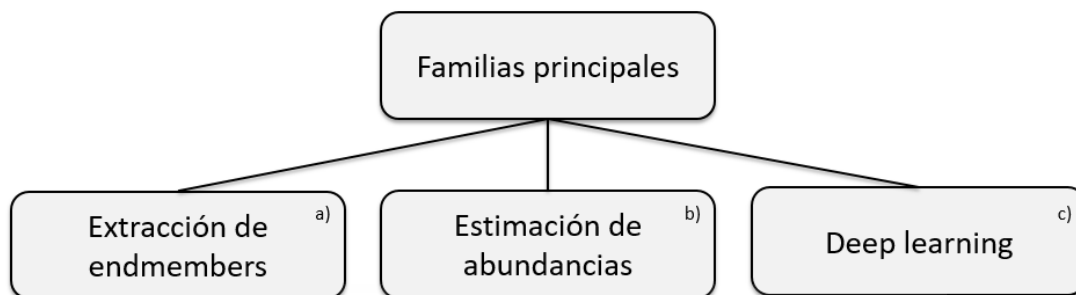 Familias principales
a)
Extracción de
endmembers
b)
Estimación de
abundancias
c)
Deep learning